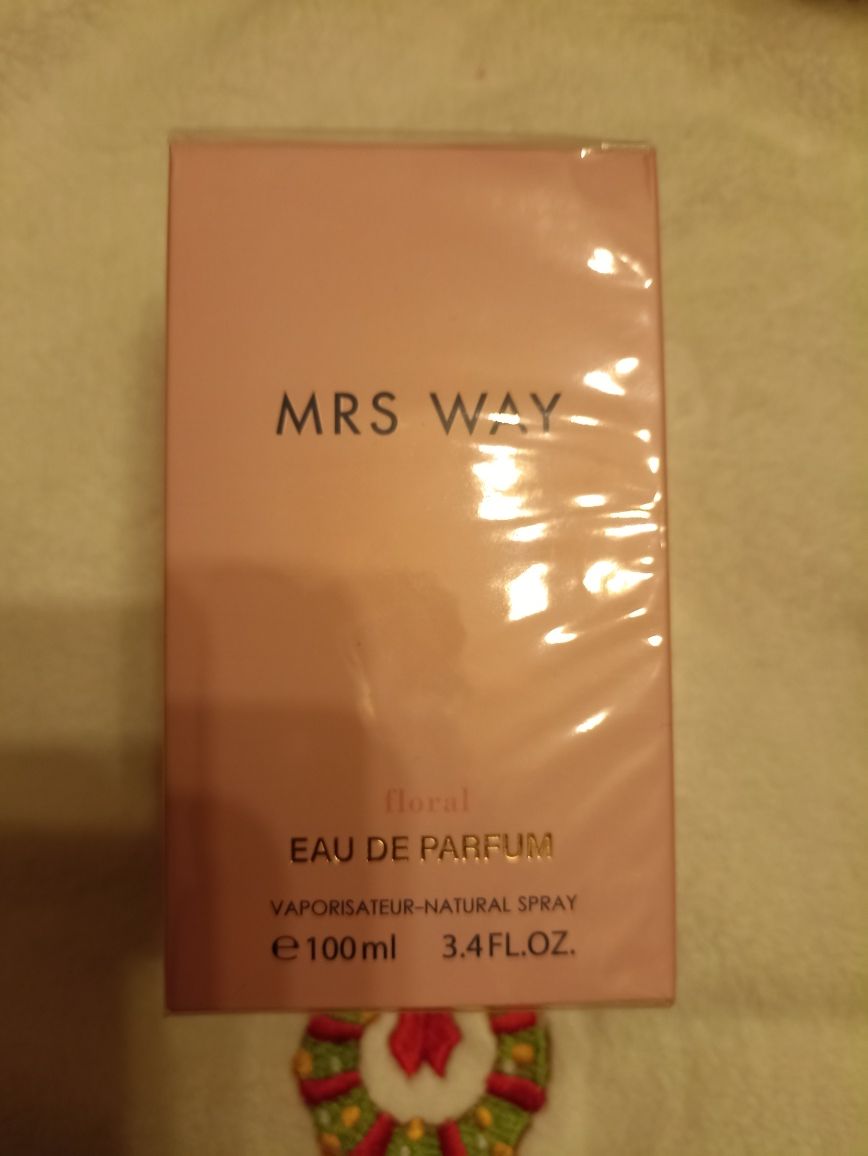 MRS WAY
floral
EAU DE PARFUM
VAPORISATEUR-NATURAL SPRAY
℮100ml 3.4FL.OZ.